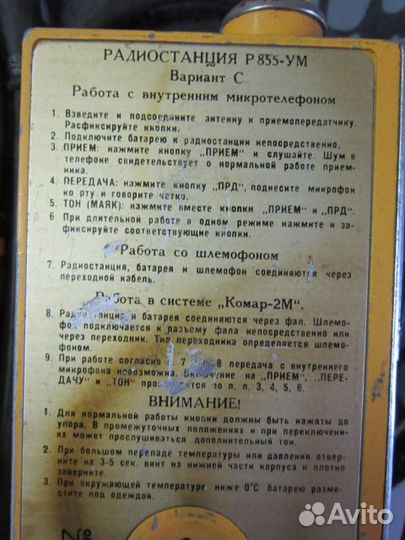 РАДИОСТАНЦИЯ Р 855-УМ
Вариант С
Работа с внутренним микротелефоном
1. Взведите и подсоедините антенну к приемопередатчику.
Расфиксируйте кнопки.
2. Подключите батарею к радиостанции непосредственно.
3. ПРИЕМ: нажмите кнопку „ПРИЕМ" и слушайте. Шум в
телефоне свидетельствует о нормальной работе прием-
ника.
4. ПЕРЕДАЧА: нажмите кнопку „ПРД", поднесите микрофон
ко рту и говорите четко.
5. ТОН (МАЯК): нажмите вместе кнопки „ПРИЕМ" и „ПРД".
6. При длительной работе в одном режиме нажмите и за-
фиксируйте соответствующие кнопки.
Работа со шлемофоном
7. Радиостанция, батарея и шлемофон соединяются через
переходной кабель.
Работа в системе „Комар-2М".
8. Радиостанция и батарея соединяются через фал. Шлемо-
фон подключается к разъему фала непосредственно или
через переходник. Тип переходника определяется шлемо-
фоном.
9. При работе согласно 7 8 передача с внутреннего
микрофона невозможна. Включение на „ПРИЕМ", „ПЕРЕ-
ДАЧУ" и „ТОН" производится по п. п. 3, 4, 5, 6.
ВНИМАНИЕ!
1. Для нормальной работы кнопки должны быть нажаты до
упора. В промежуточных положениях и при переключени-
ях может прослушиваться дополнительный тон.
2. При большом перепаде температуры или давления отвер-
ните на 3-5 сек. винт на нижней части корпуса и плотно
заверните.
3. При окружающей температуре ниже 0°С батарею разме-
стите под одеждой.
№
Avito